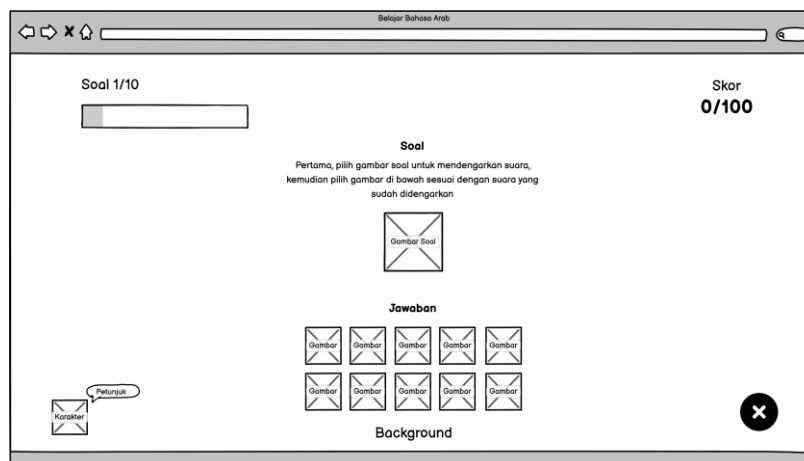 Belajar Bahasa Arab
Soal 1/10
Skor
0/100
Soal
Pertama, pilih gambar soal untuk mendengarkan suara,
kemudian pilih gambar di bawah sesuai dengan suara yang
sudah didengarkan
Gambar Soal
Jawaban
Gambar Gambar Gambar Gambar Gambar
Gambar Gambar Gambar Gambar Gambar
Petunjuk
Karakter
Background